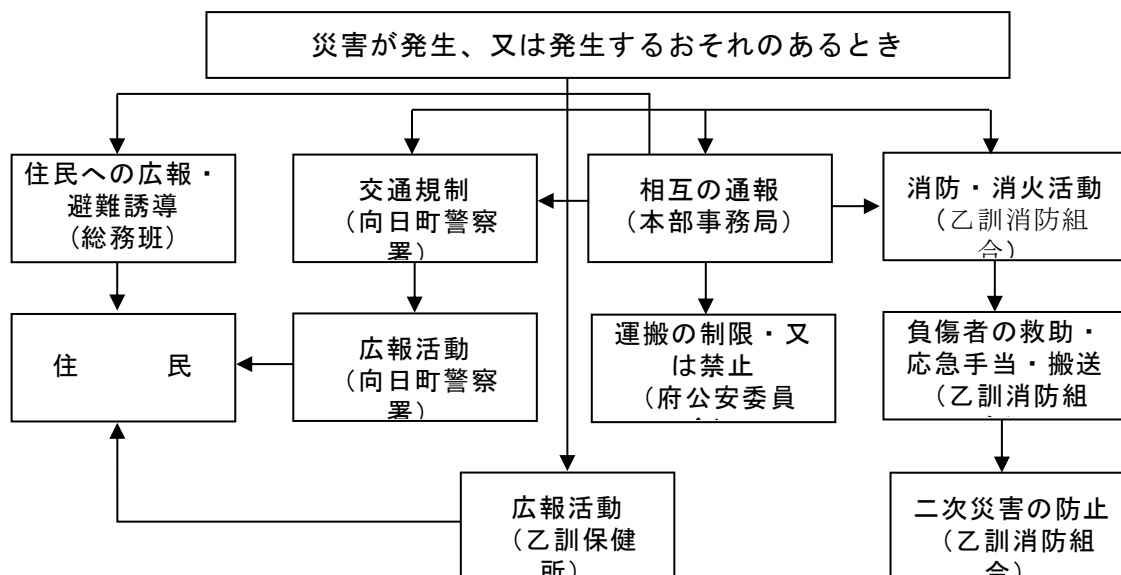 災害が発生、又は発生するおそれのあるとき
住民への広報・
避難誘導
（総務班）
交通規制
（向日町警察
署）
相互の通報
（本部事務局）
消防・消火活動
（乙訓消防組
合）
住　　民
広報活動
（向日町警察
署）
運搬の制限・又
は禁止
（府公安委員
負傷者の救助・
応急手当・搬送
（乙訓消防組
広報活動
（乙訓保健
所）
二次災害の防止
（乙訓消防組
合）